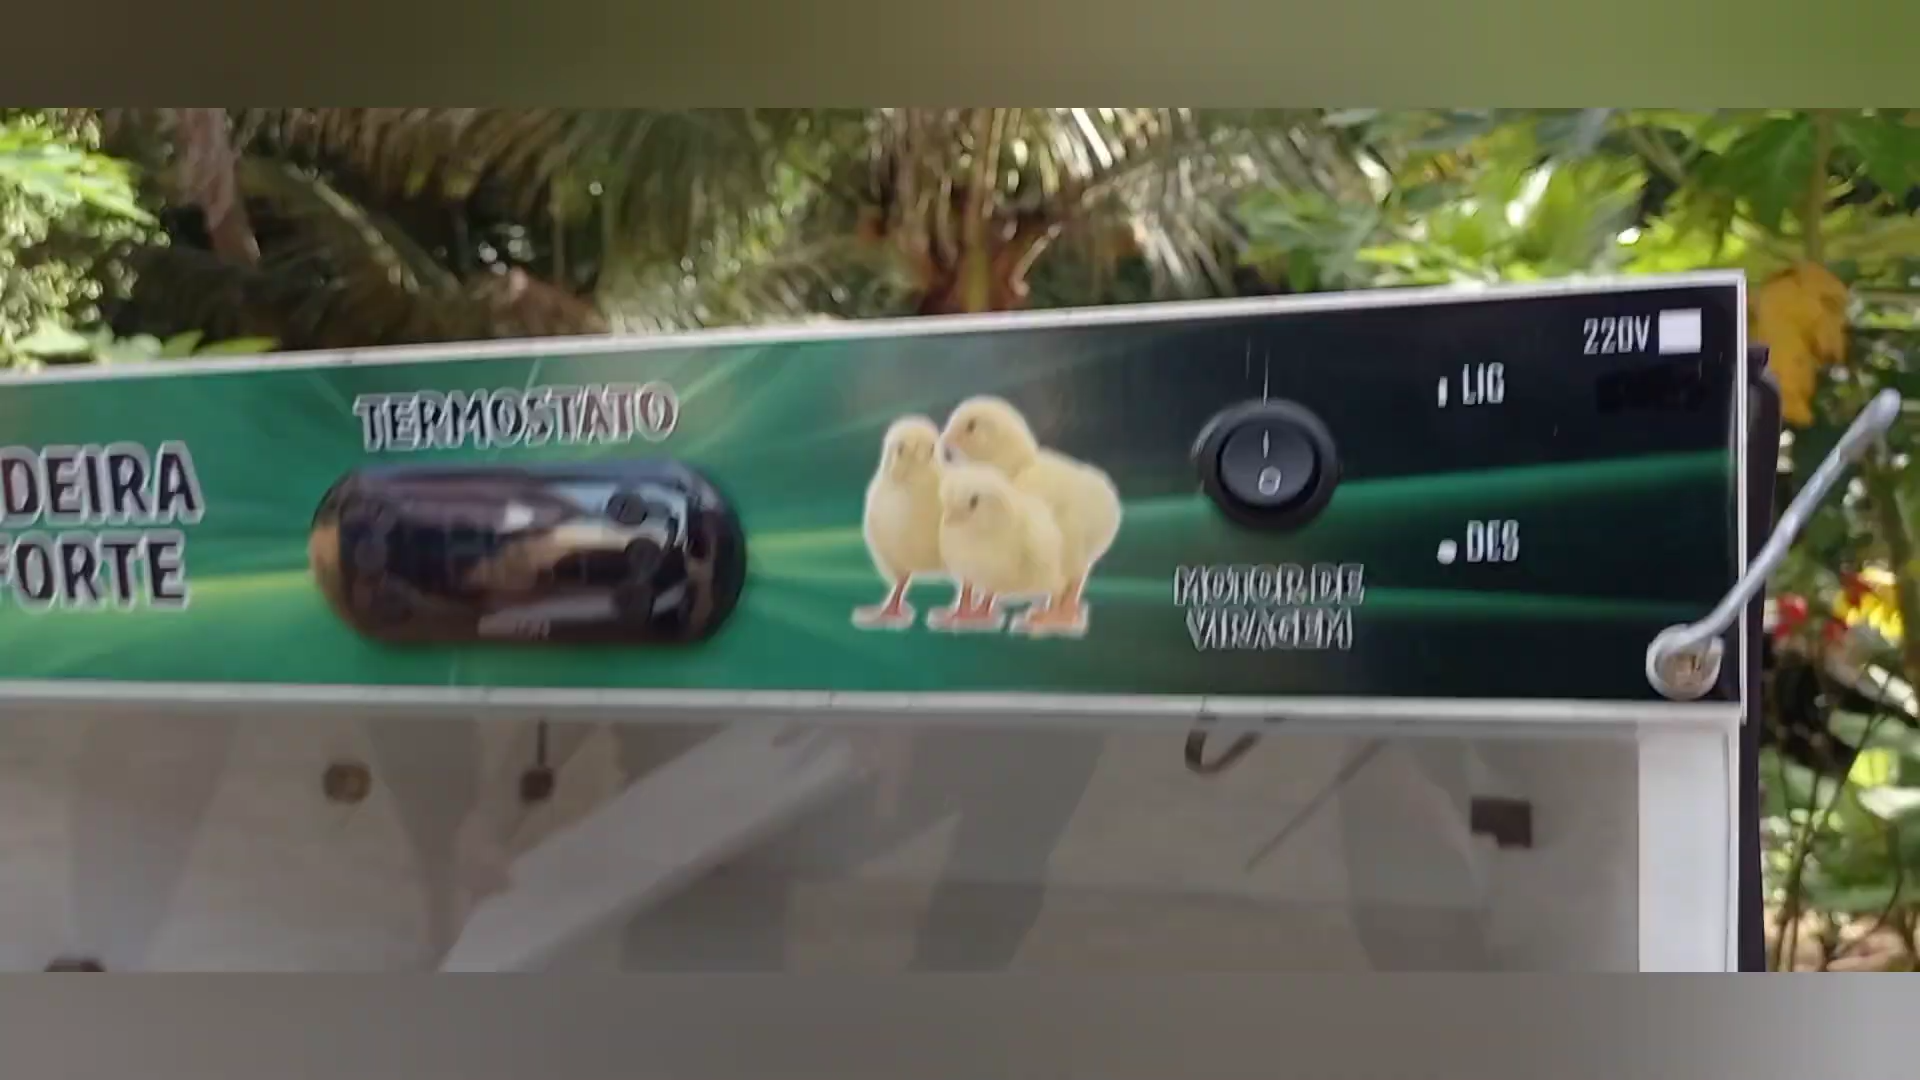 DEIRA
FORTE
TERMOSTATO
I
O
MOTOR DE
VIRAGEM
LIG
DES
220V